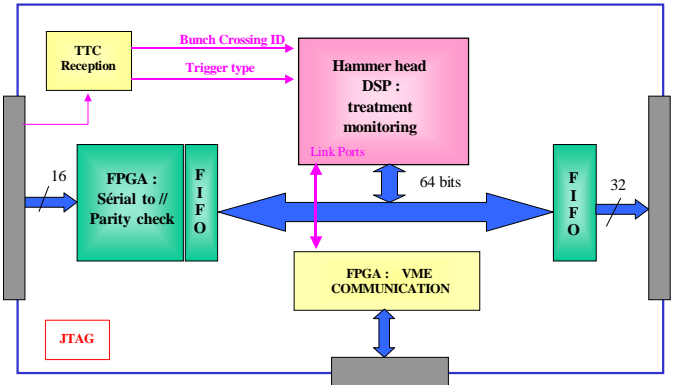 TTC
Reception
Bunch Crossing ID
Trigger type
Hammer head
DSP :
treatment
monitoring
Link Ports
16
FPGA :
Sérial to //
Parity check
F
I
F
O
64 bits
F
I
F
O
32
FPGA : VME
COMMUNICATION
JTAG